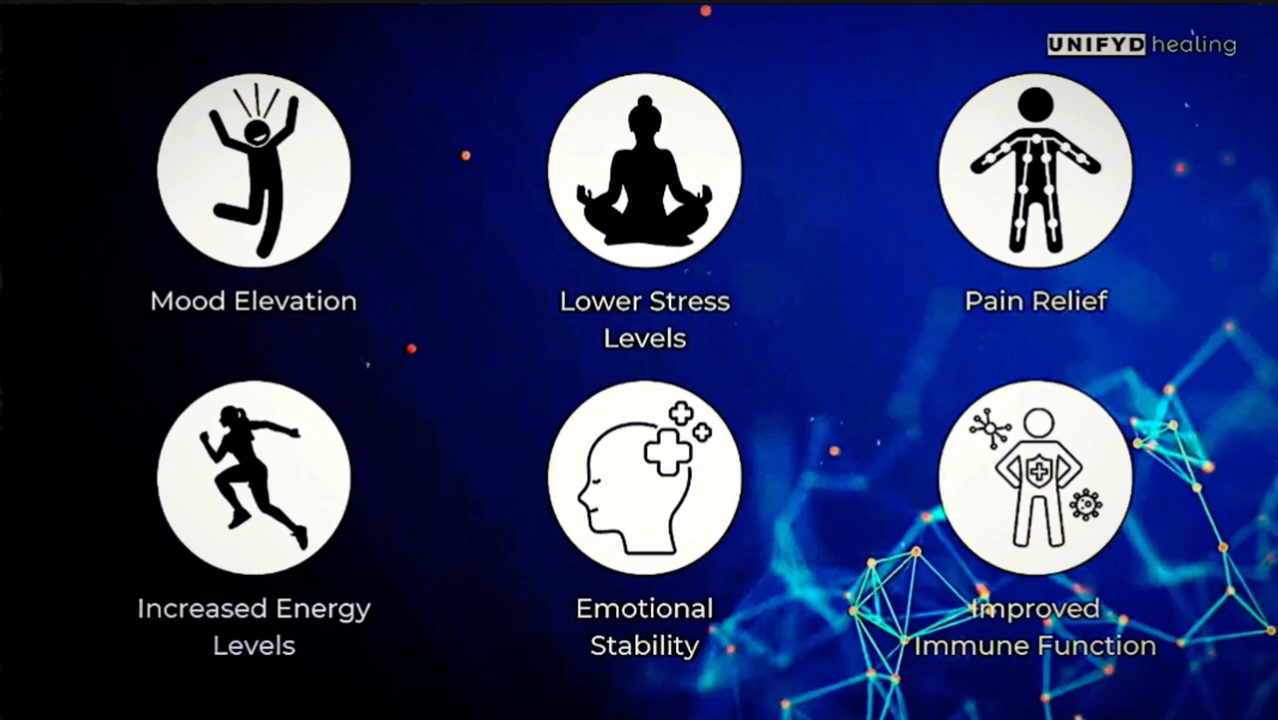 UNIFYD healing
Mood Elevation
Lower Stress
Levels
Pain Relief
Increased Energy
Levels
Emotional
Stability
Improved
Immune Function